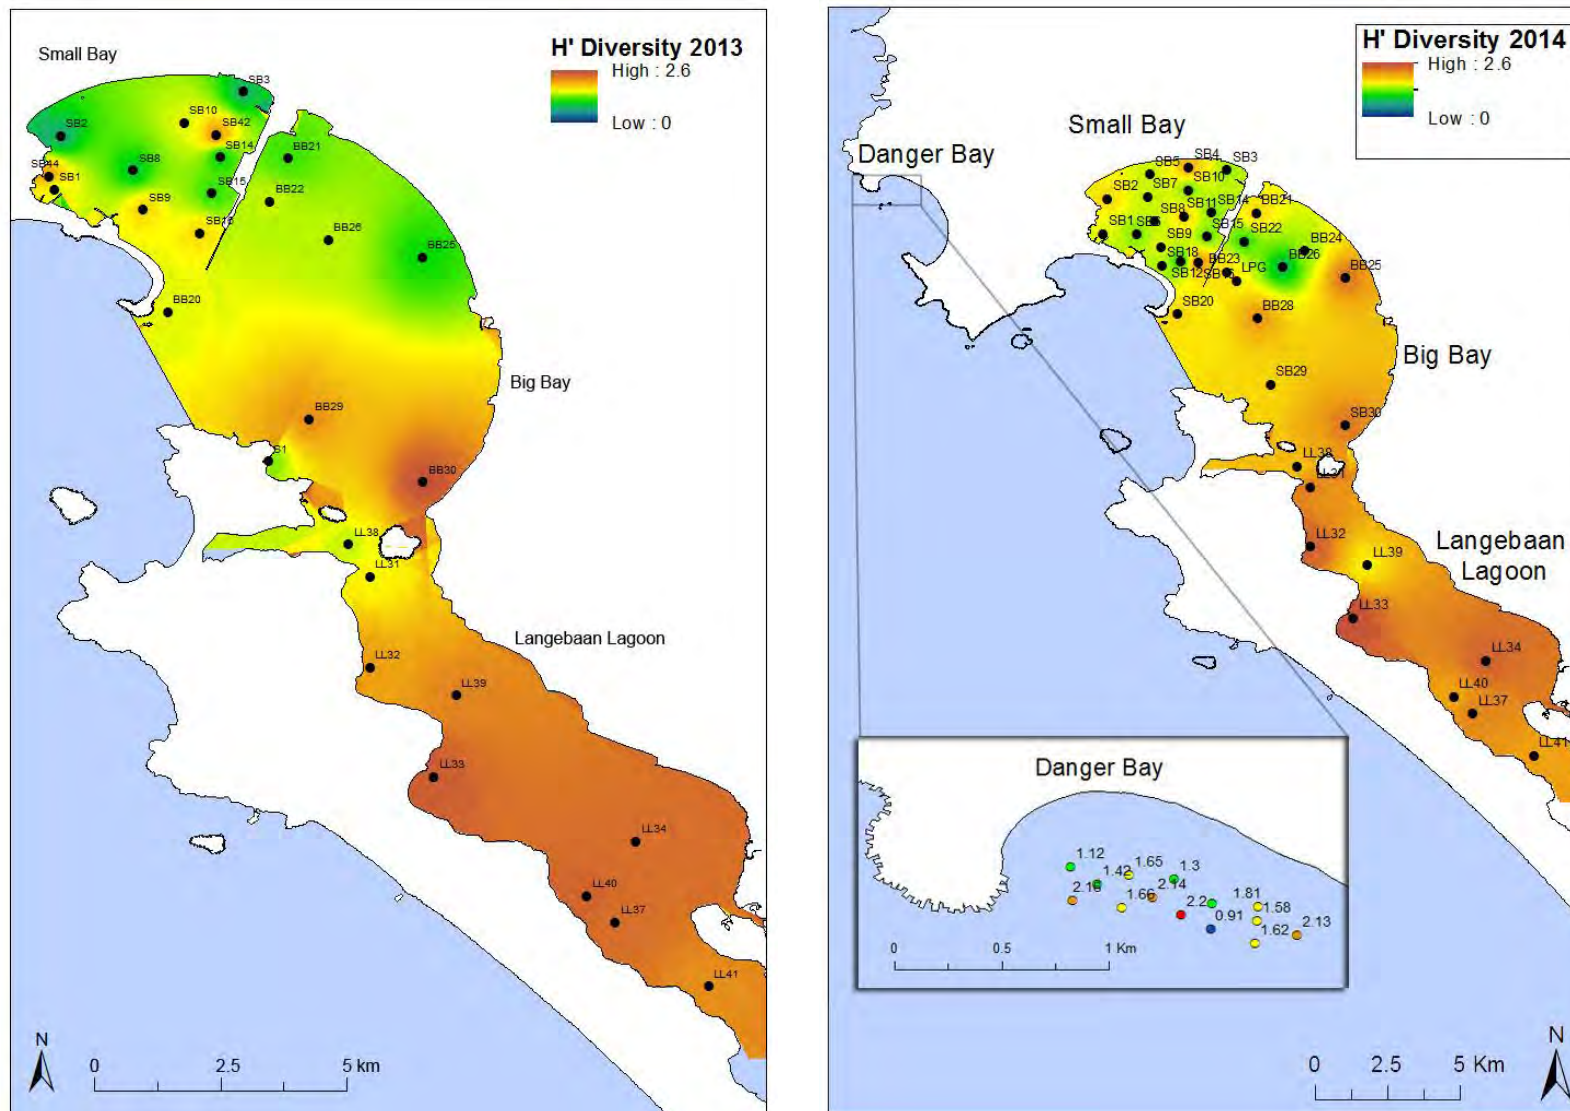 H' Diversity 2013
High : 2.6
Low : 0
Small Bay
SB3
SB10
SB2
SB42
SB14
BB21
SB44
SB8
SB1
SB15
BB22
SB9
SB16
BB26
BB25
BB20
Big Bay
BB29
S1
BB30
LL38
LL31
Langebaan Lagoon
LL32
LL39
LL33
LL34
LL40
LL37
LL41
N
0 2.5 5 km
H' Diversity 2014
High : 2.6
Low : 0
Small Bay
Danger Bay
SB4
SB3
SB5
SB10
SB7
SB2
SB11
SB14
BB21
SB8
SB1
SB15
SB22
SB9
BB24
SB18
BB23
LPG
BB26
BB25
SB12
SB20
BB28
Big Bay
SB29
SB30
LL38
LL31
LL32
LL39
Langebaan
Lagoon
LL33
LL34
LL40
LL37
LL41
Danger Bay
1.12
1.42
1.65
1.3
1.66
2.14
2.2
1.81
0.91
1.58
1.62
2.13
0 0.5 1 Km
N
0 2.5 5 Km